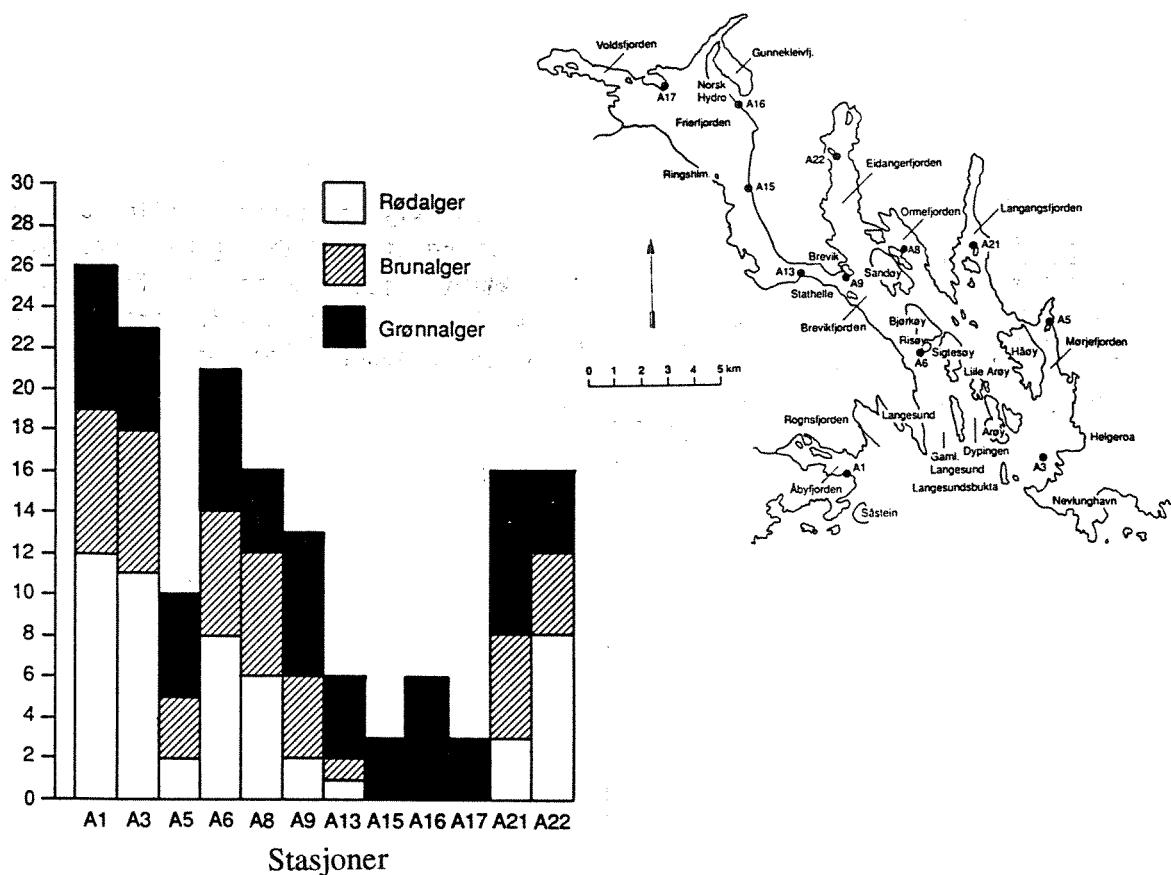 30
28
26
24
22
20
18
16
14
12
10
8
6
4
2
0
Rødalger
Brunalger
Grønnalger
A1 A3 A5 A6 A8 A9 A13 A15 A16 A17 A21 A22
Stasjoner
Voldsfjorden
Gunnekleivfj.
Norsk
Hydro
A17
A16
Frierfjorden
A22
Eidangerfjorden
Ringshlm.
A15
Ormefjorden
Langangsfjorden
A8
A21
Brevik
Sandøy
A13
A9
Stathelle
Brevikfjorden
Bjørkøy
A5
Risøy
Håøy
Mørjefjorden
A6
Sigtesøy
Lille Arøy
0 1 2 3 4 5 km
Rognsfjorden
Langesund
Arøy
Helgeroa
Dypingen
Gaml.
Langesund
A1
A3
Langesundsbukta
Åbyfjorden
Nevlunghavn
Såstein